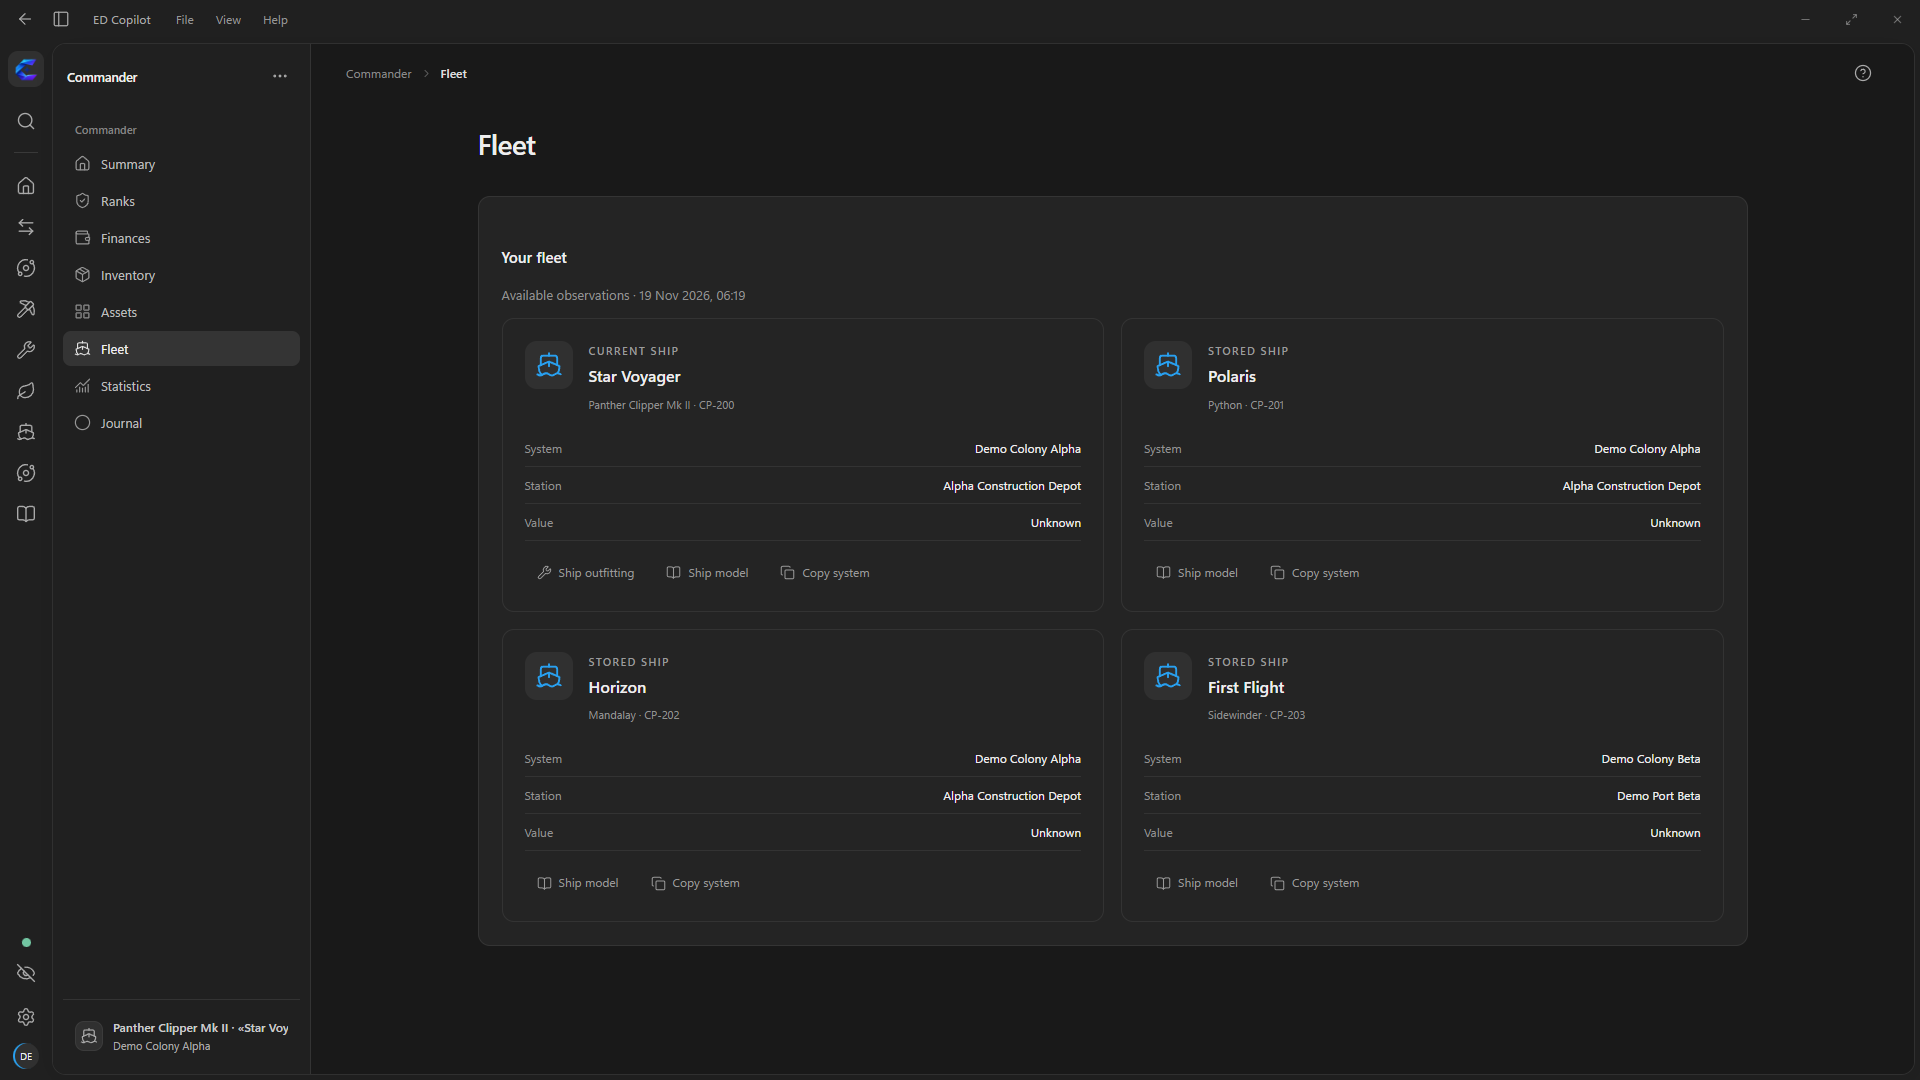 ED Copilot
File
View
Help
Commander
Commander
Summary
Ranks
Finances
Inventory
Assets
Fleet
Statistics
Journal
Panther Clipper Mk II · «Star Voy
Demo Colony Alpha
DE
Commander
Fleet
Fleet
Your fleet
Available observations · 19 Nov 2026, 06:19
CURRENT SHIP
Star Voyager
Panther Clipper Mk II · CP-200
System
Demo Colony Alpha
Station
Alpha Construction Depot
Value
Unknown
Ship outfitting
Ship model
Copy system
STORED SHIP
Polaris
Python · CP-201
System
Demo Colony Alpha
Station
Alpha Construction Depot
Value
Unknown
Ship model
Copy system
STORED SHIP
Horizon
Mandalay · CP-202
System
Demo Colony Alpha
Station
Alpha Construction Depot
Value
Unknown
Ship model
Copy system
STORED SHIP
First Flight
Sidewinder · CP-203
System
Demo Colony Beta
Station
Demo Port Beta
Value
Unknown
Ship model
Copy system